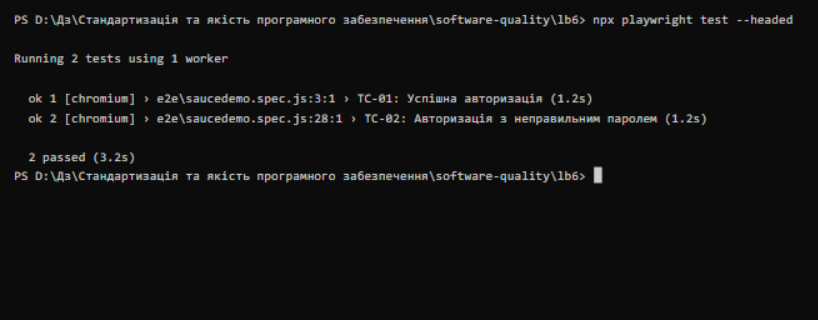 PS D:\Дз\Стандартизація та якість програмного забезпечення\software-quality\lb6> npx playwright test --headed
Running 2 tests using 1 worker
ok 1 [chromium] › e2e\saucedemo.spec.js:3:1 › TC-01: Успішна авторизація (1.2s)
ok 2 [chromium] › e2e\saucedemo.spec.js:28:1 › TC-02: Авторизація з неправильним паролем (1.2s)
2 passed (3.2s)
PS D:\Дз\Стандартизація та якість програмного забезпечення\software-quality\lb6>